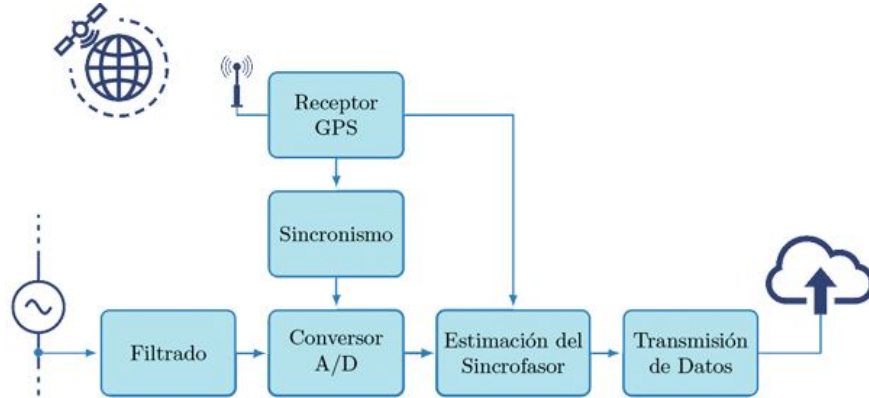 Receptor
GPS
Sincronismo
Filtrado
Conversor
A/D
Estimación del
Sincrofasor
Transmisión
de Datos